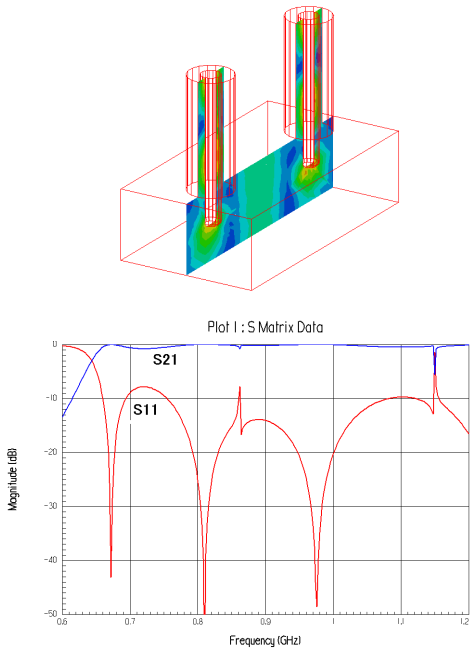 Plot 1 : S Matrix Data
0
S21
-10
S11
-20
Magnitude (dB)
-30
-40
-50
0.6 0.7 0.8 0.9 1 1.1 1.2
Frequency (GHz)